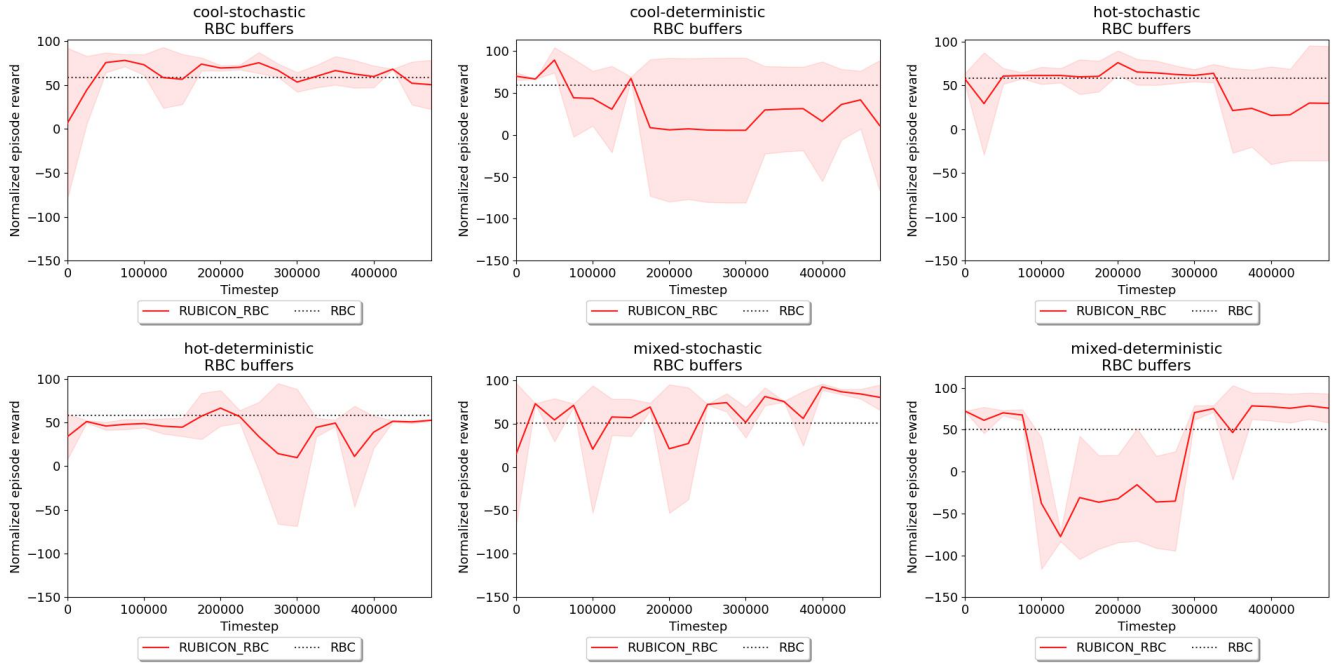 cool-stochastic
RBC buffers
Normalized episode reward
100
50
0
−50
−100
−150
0 100000 200000 300000 400000
Timestep
RUBICON_RBC RBC
cool-deterministic
RBC buffers
Normalized episode reward
100
50
0
−50
−100
−150
0 100000 200000 300000 400000
Timestep
RUBICON_RBC RBC
hot-stochastic
RBC buffers
Normalized episode reward
100
50
0
−50
−100
−150
0 100000 200000 300000 400000
Timestep
RUBICON_RBC RBC
hot-deterministic
RBC buffers
Normalized episode reward
100
50
0
−50
−100
−150
0 100000 200000 300000 400000
Timestep
RUBICON_RBC RBC
mixed-stochastic
RBC buffers
Normalized episode reward
100
50
0
−50
−100
−150
0 100000 200000 300000 400000
Timestep
RUBICON_RBC RBC
mixed-deterministic
RBC buffers
Normalized episode reward
100
50
0
−50
−100
−150
0 100000 200000 300000 400000
Timestep
RUBICON_RBC RBC